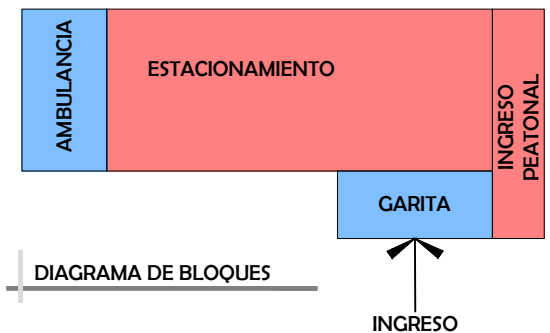 AMBULANCIA
ESTACIONAMIENTO
INGRESO
PEATONAL
GARITA
DIAGRAMA DE BLOQUES
INGRESO